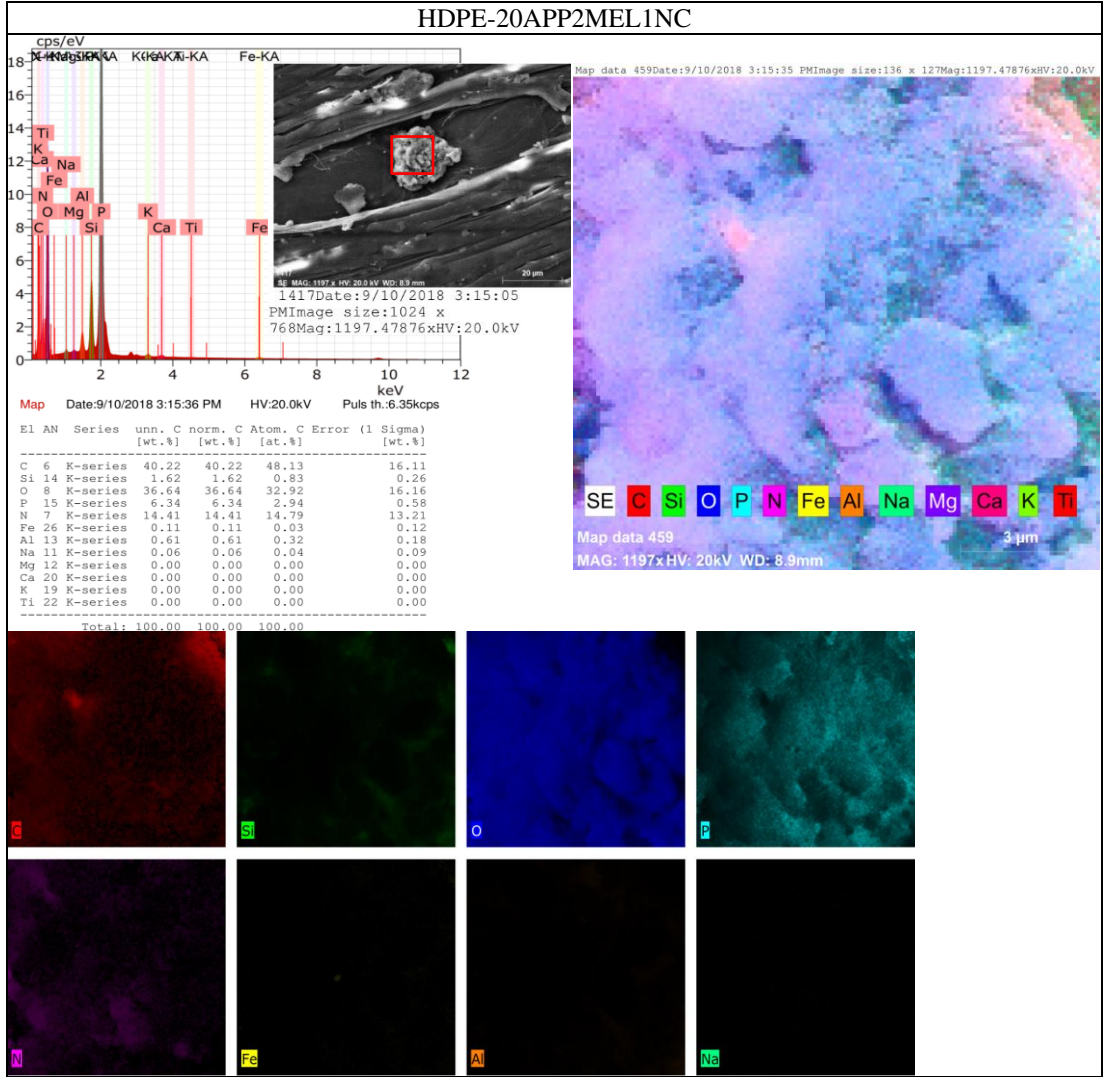 HDPE-20APP2MEL1NC
cps/eV
Fe-KA
18
16
14
12
10
8
6
4
2
0
Ti
K
Ca
Na
Fe
N
Al
O
Mg
P
K
C
Si
Ca
Ti
Fe
2
4
6
8
10
12
keV
SE MAG: 1197 x HV: 20.0 kV WD: 8.9 mm
20 µm
1417Date:9/10/2018 3:15:05
PMImage size:1024 x
768Mag:1197.47876xHV:20.0kV
Map Date:9/10/2018 3:15:36 PM HV:20.0kV Puls th.:6.35kcps
El AN Series unn. C norm. C Atom. C Error (1 Sigma)
[wt.%] [wt.%] [at.%] [wt.%]
C 6 K-series 40.22 40.22 48.13 16.11
Si 14 K-series 1.62 1.62 0.83 0.26
O 8 K-series 36.64 36.64 32.92 16.16
P 15 K-series 6.34 6.34 2.94 0.58
N 7 K-series 14.41 14.41 14.79 13.21
Fe 26 K-series 0.11 0.11 0.03 0.12
Al 13 K-series 0.61 0.61 0.32 0.18
Na 11 K-series 0.06 0.06 0.04 0.09
Mg 12 K-series 0.00 0.00 0.00 0.00
Ca 20 K-series 0.00 0.00 0.00 0.00
K 19 K-series 0.00 0.00 0.00 0.00
Ti 22 K-series 0.00 0.00 0.00 0.00
Total: 100.00 100.00 100.00
Map data 459Date:9/10/2018 3:15:35 PMImage size:136 x 127Mag:1197.47876xHV:20.0kV
SE C Si O P N Fe Al Na Mg Ca K Ti
Map data 459
3 µm
MAG: 1197x HV: 20kV WD: 8.9mm
C
Si
O
P
N
Fe
Al
Na